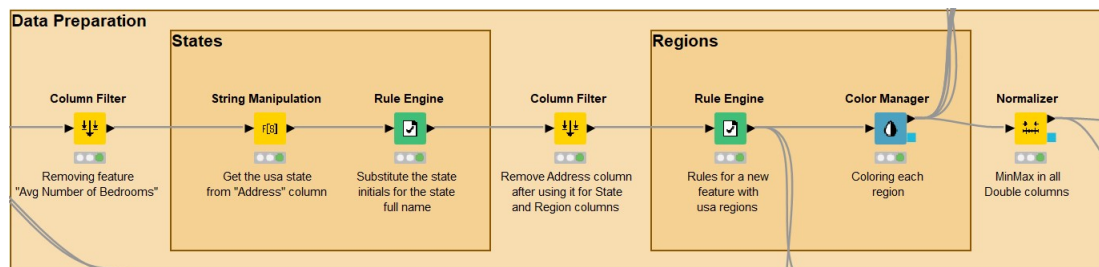 Data Preparation
States
Regions
Column Filter
String Manipulation
Rule Engine
Column Filter
Rule Engine
Color Manager
Normalizer
F[S]
Removing feature
"Avg Number of Bedrooms"
Get the usa state
from "Address" column
Substitute the state
initials for the state
full name
Remove Address column
after using it for State
and Region columns
Rules for a new
feature with
usa regions
Coloring each
region
MinMax in all
Double columns